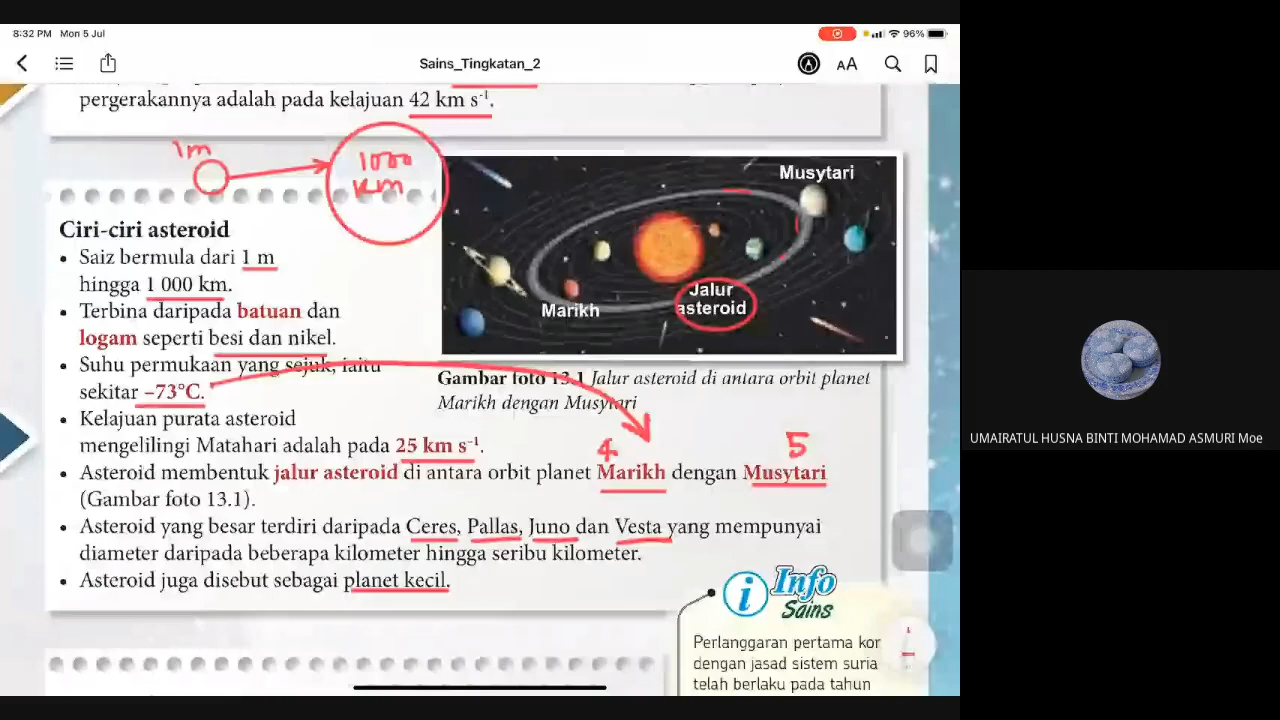 8:32 PM Mon 5 Jul
96%
Sains_Tingkatan_2
AA
pergerakannya adalah pada kelajuan 42 km s⁻¹.
1m
1000
km
Ciri-ciri asteroid
• Saiz bermula dari 1 m
hingga 1 000 km.
• Terbina daripada batuan dan
logam seperti besi dan nikel.
• Suhu permukaan yang sejuk, iaitu
sekitar –73°C.
• Kelajuan purata asteroid
mengelilingi Matahari adalah pada 25 km s⁻¹.
4
5
• Asteroid membentuk jalur asteroid di antara orbit planet Marikh dengan Musytari
(Gambar foto 13.1).
• Asteroid yang besar terdiri daripada Ceres, Pallas, Juno dan Vesta yang mempunyai
diameter daripada beberapa kilometer hingga seribu kilometer.
• Asteroid juga disebut sebagai planet kecil.
Musytari
Jalur
asteroid
Marikh
Gambar foto 13.1 Jalur asteroid di antara orbit planet
Marikh dengan Musytari
i Info
Sains
Perlanggaran pertama
dengan jasad sistem suria
telah berlaku pada tahun
UMAIRATUL HUSNA BINTI MOHAMAD ASMURI Moe